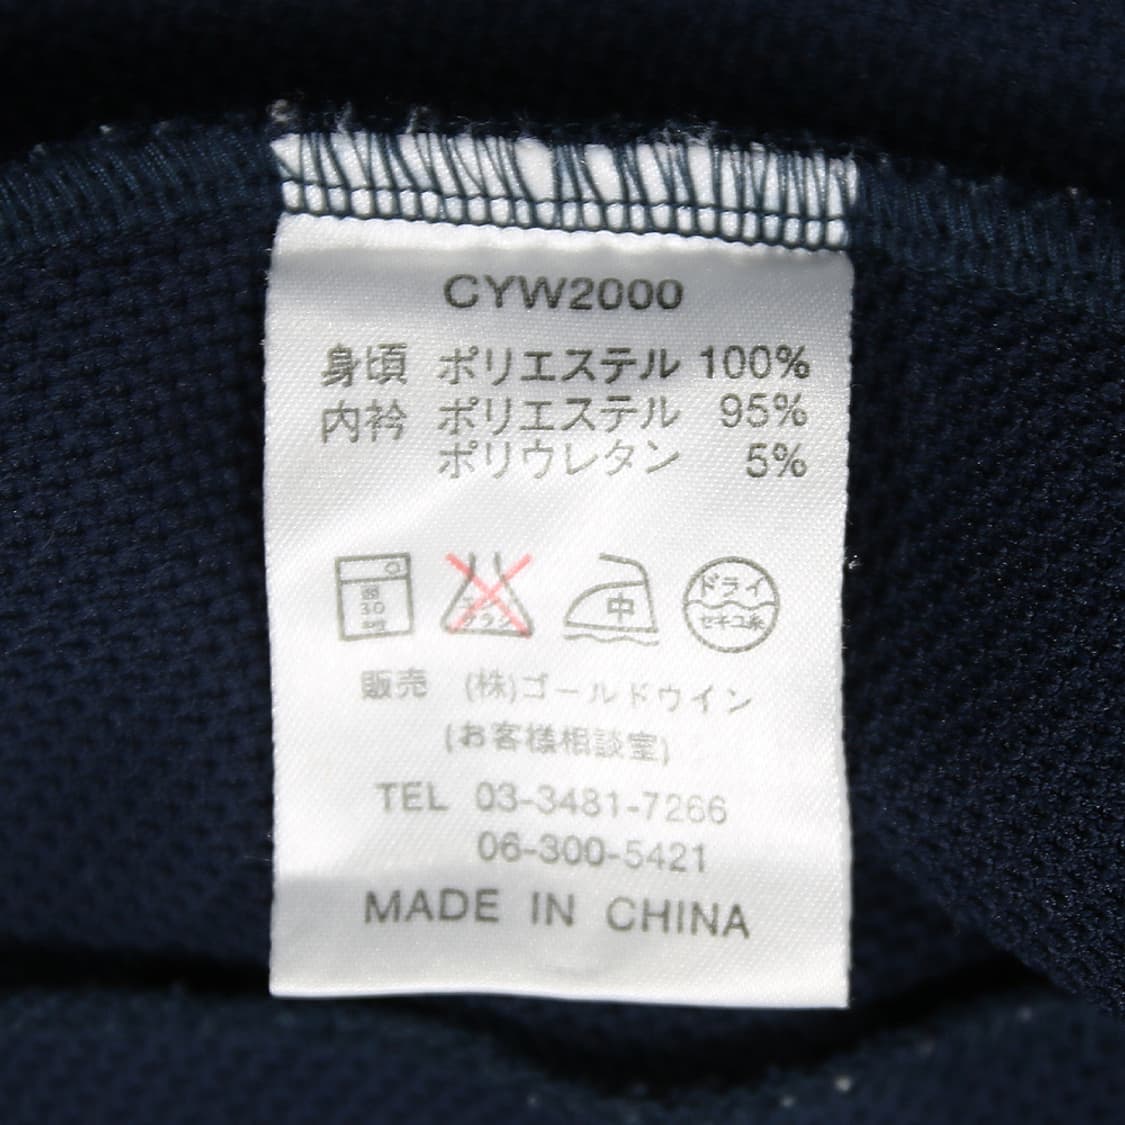 CYW2000
身頃 ポリエステル 100%
内衿 ポリエステル 95%
ポリウレタン 5%
30
中
ドライ
セキユ系
販売 (株)ゴールドウイン
(お客様相談室)
TEL 03-3481-7266
06-300-5421
MADE IN CHINA